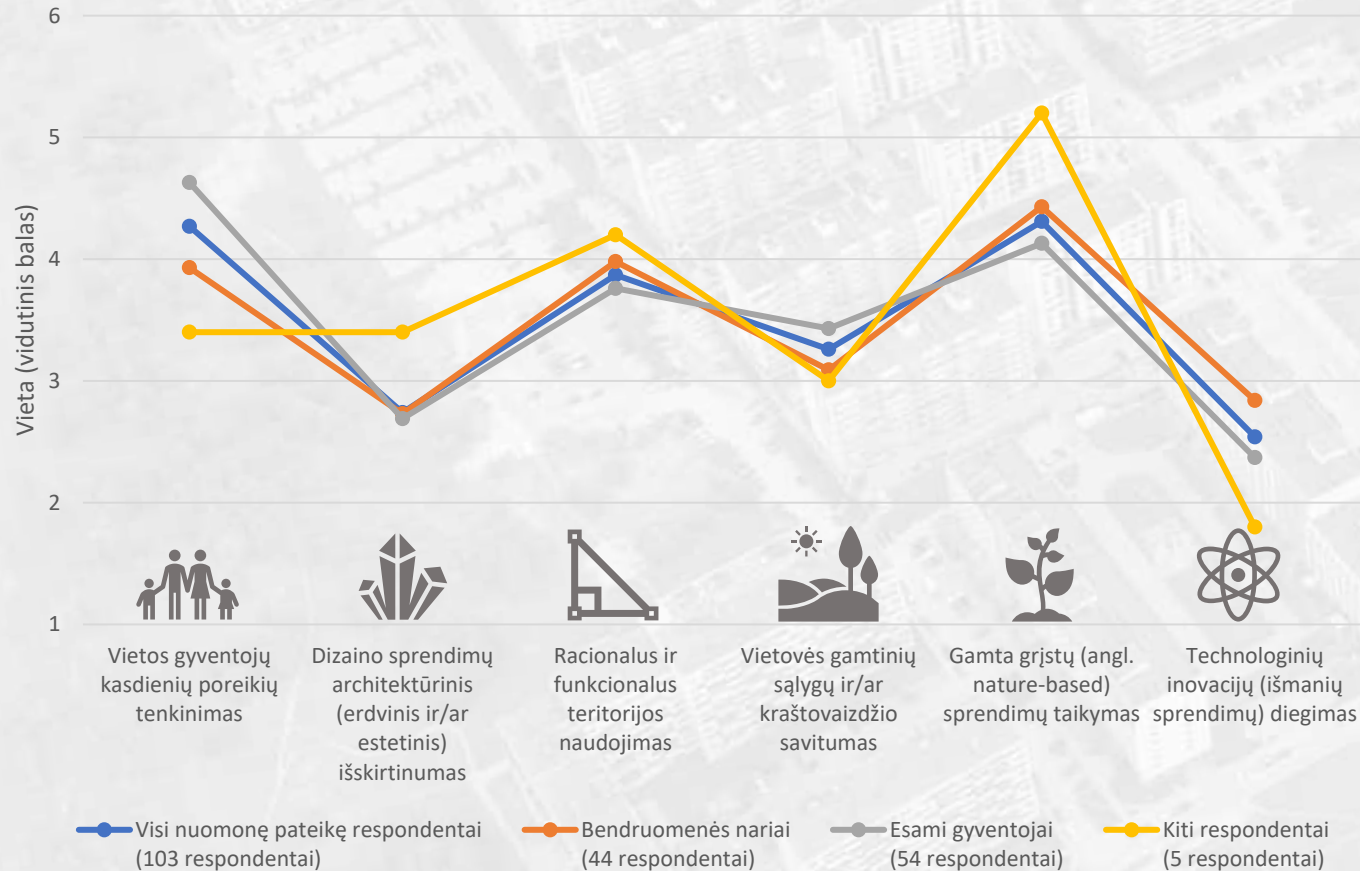 6
5
4
3
2
1
Vieta (vidutinis balas)
Vietos gyventojų
kasdienių poreikių
tenkinimas
Dizaino sprendimų
architektūrinis
(erdvinis ir/ar
estetinis)
išskirtinumas
Racionalus ir
funkcionalus
teritorijos
naudojimas
Vietovės gamtinių
sąlygų ir/ar
kraštovaizdžio
savitumas
Gamta grįstų (angl.
nature-based)
sprendimų taikymas
Technologinių
inovacijų (išmanių
sprendimų) diegimas
Visi nuomonę pateikę respondentai
(103 respondentai)
Bendruomenės nariai
(44 respondentai)
Esami gyventojai
(54 respondentai)
Kiti respondentai
(5 respondentai)